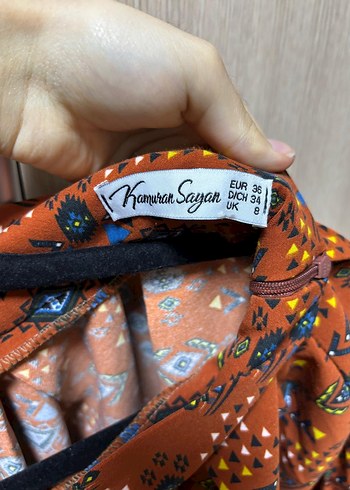 Kamuran Sayan
EUR 36
D/CH 34
UK 8